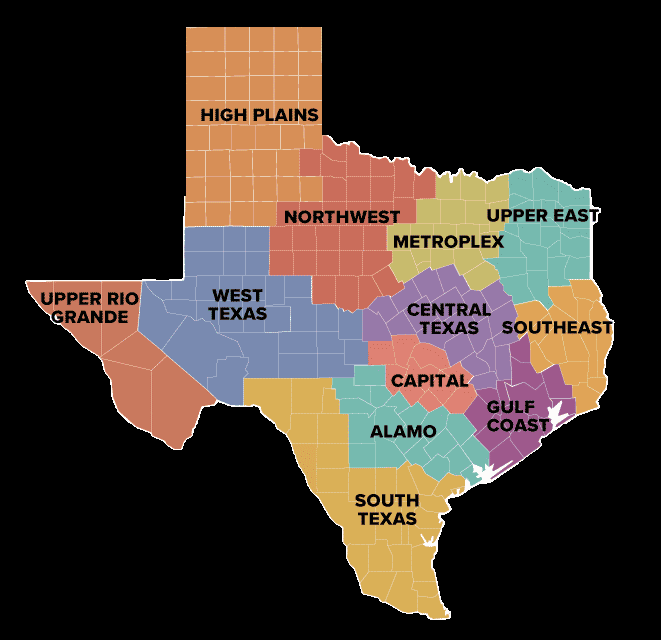 HIGH PLAINS
NORTHWEST
UPPER EAST
METROPLEX
UPPER RIO
GRANDE
WEST
TEXAS
CENTRAL
TEXAS
SOUTHEAST
CAPITAL
GULF
COAST
ALAMO
SOUTH
TEXAS